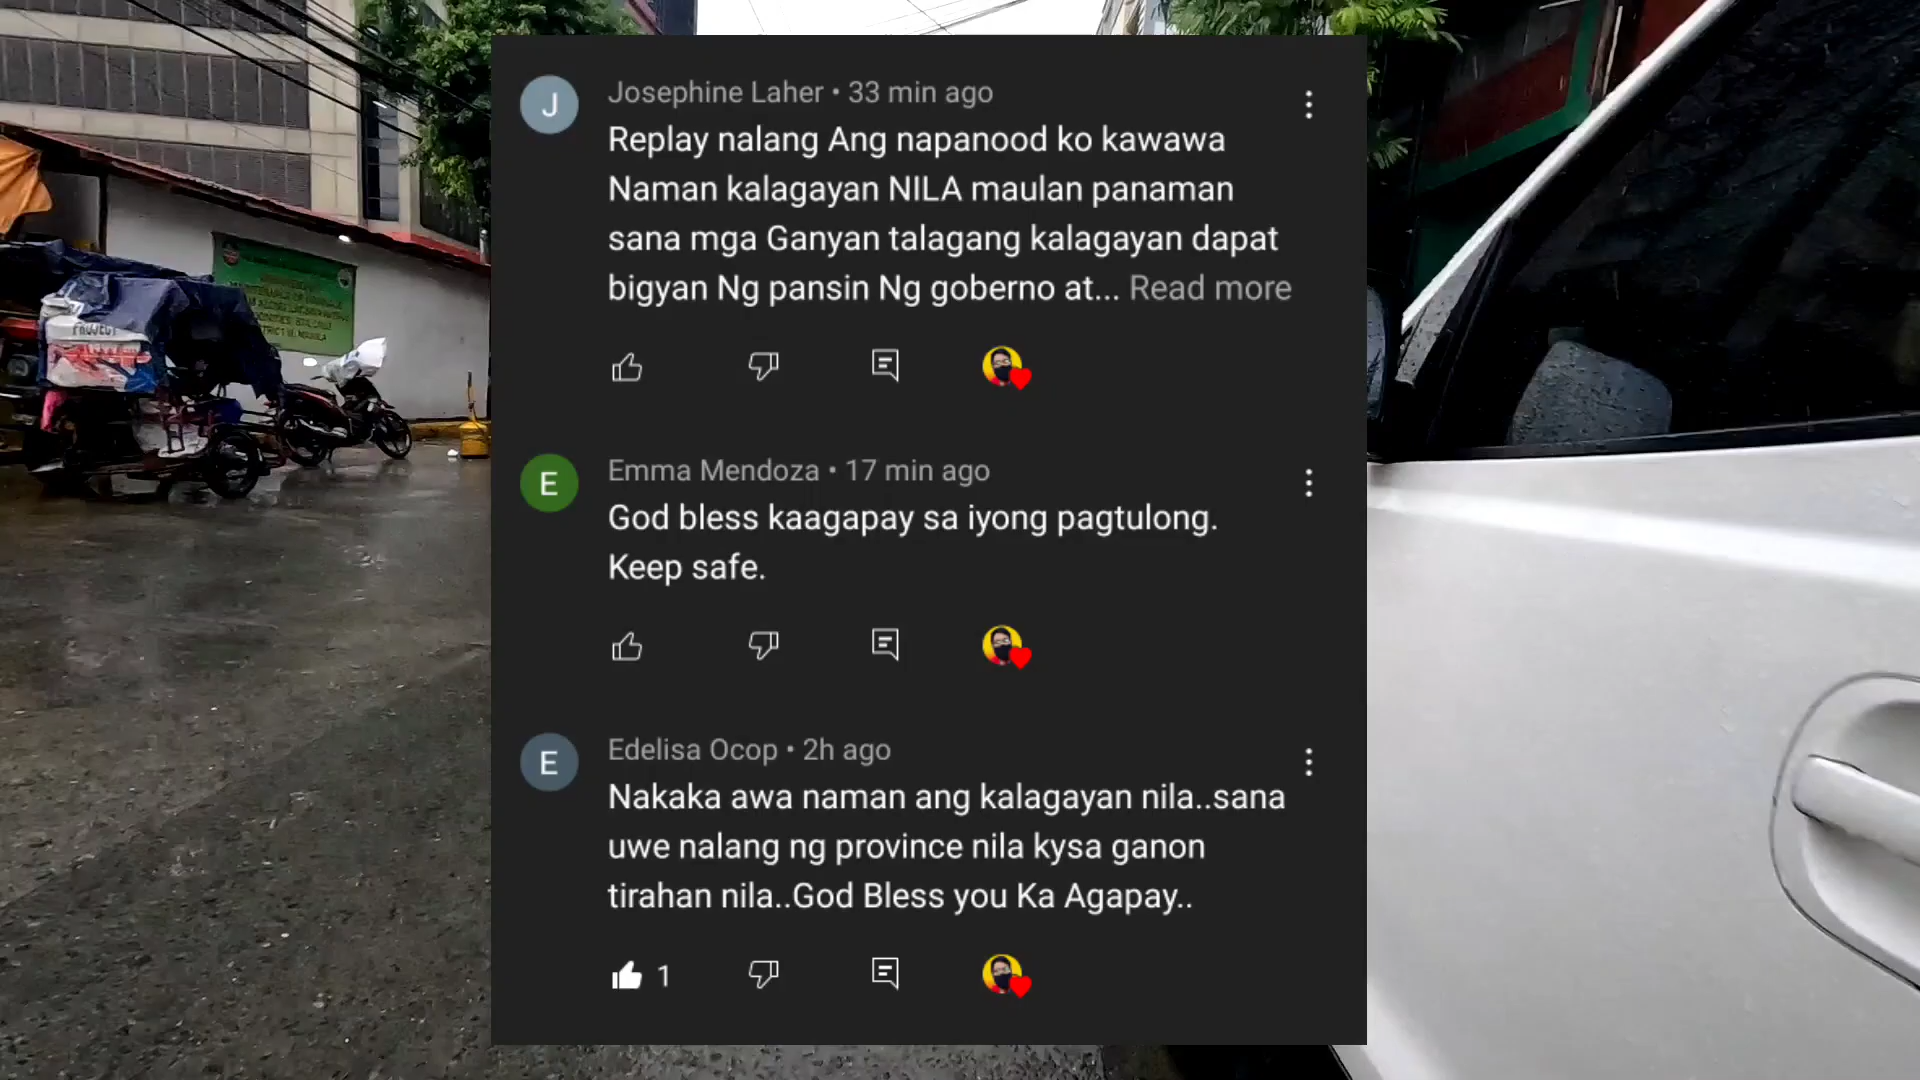 J
Josephine Laher • 33 min ago
Replay nalang Ang napanood ko kawawa
Naman kalagayan NILA maulan panaman
sana mga Ganyan talagang kalagayan dapat
bigyan Ng pansin Ng goberno at... Read more
E
Emma Mendoza • 17 min ago
God bless kaagapay sa iyong pagtulong.
Keep safe.
E
Edelisa Ocop • 2h ago
Nakaka awa naman ang kalagayan nila..sana
uwe nalang ng province nila kysa ganon
tirahan nila..God Bless you Ka Agapay..
1